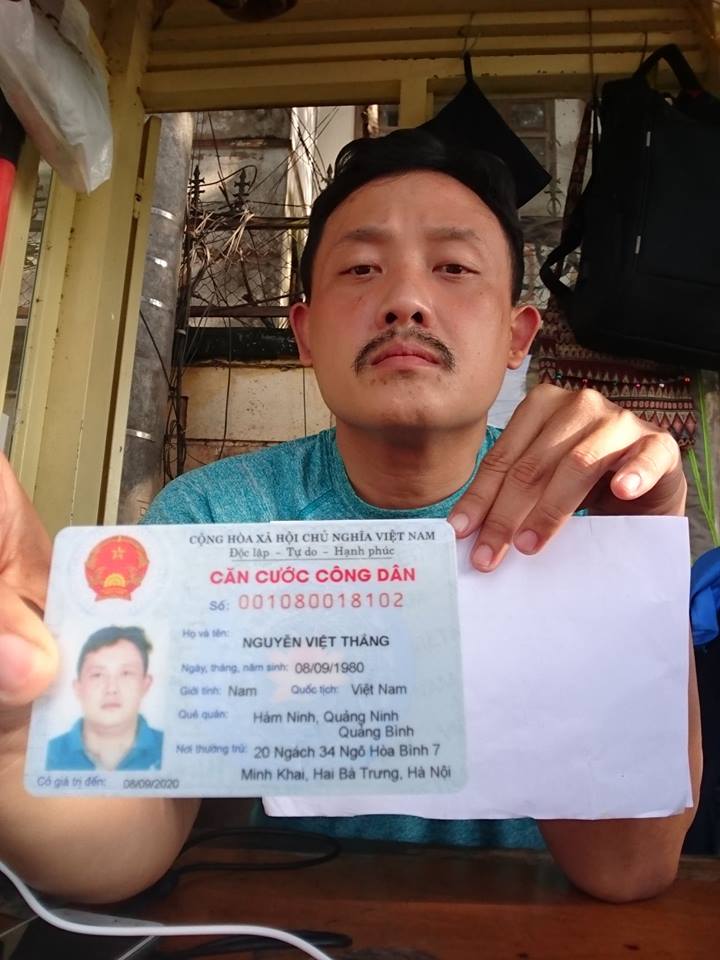 CỘNG HÒA XÃ HỘI CHỦ NGHĨA VIỆT NAM
Độc lập - Tự do - Hạnh phúc
CĂN CƯỚC CÔNG DÂN
Số: 001080018102
Họ và tên: NGUYỄN VIỆT THẮNG
Ngày, tháng, năm sinh: 08/09/1980
Giới tính: Nam Quốc tịch: Việt Nam
Quê quán: Hàm Ninh, Quảng Ninh
Quảng Bình
Nơi thường trú: 20 Ngách 34 Ngõ Hòa Bình 7
Minh Khai, Hai Bà Trưng, Hà Nội
Có giá trị đến: 08/09/2020